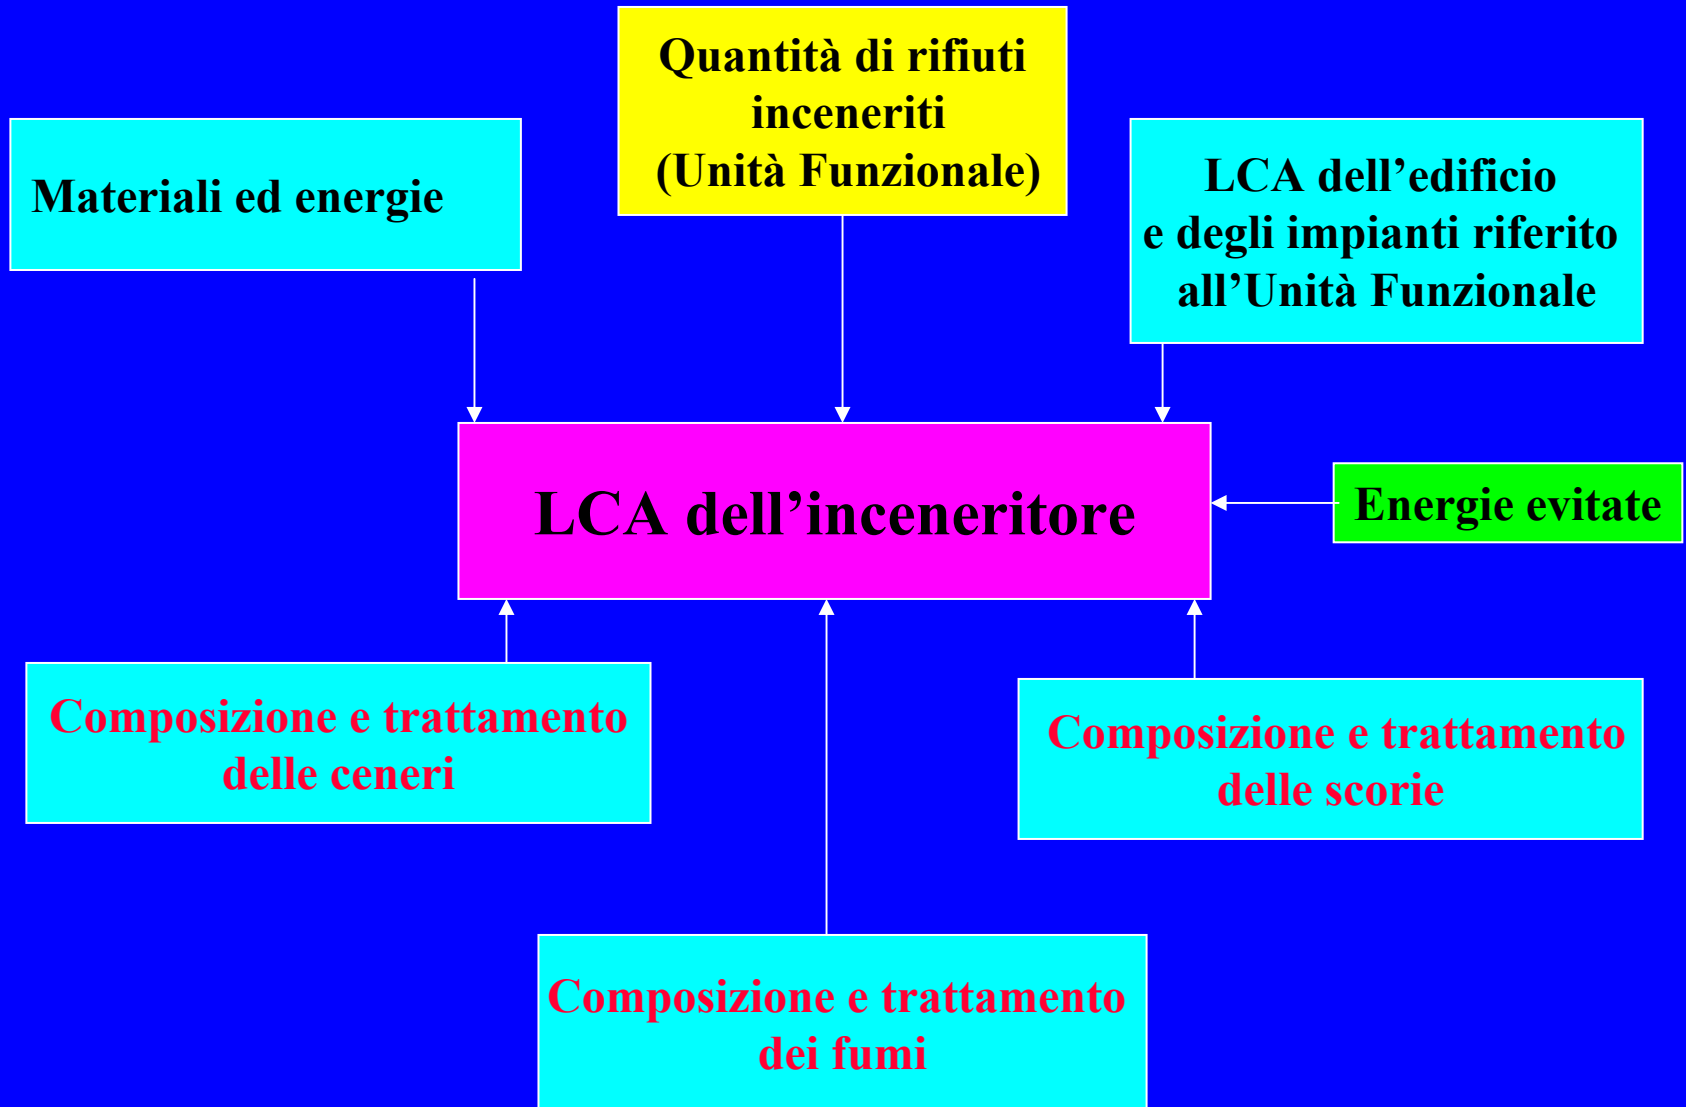 Quantità di rifiuti
inceneriti
(Unità Funzionale)
Materiali ed energie
LCA dell’edificio
e degli impianti riferito
all’Unità Funzionale
LCA dell’inceneritore
Energie evitate
Composizione e trattamento
delle ceneri
Composizione e trattamento
delle scorie
Composizione e trattamento
dei fumi